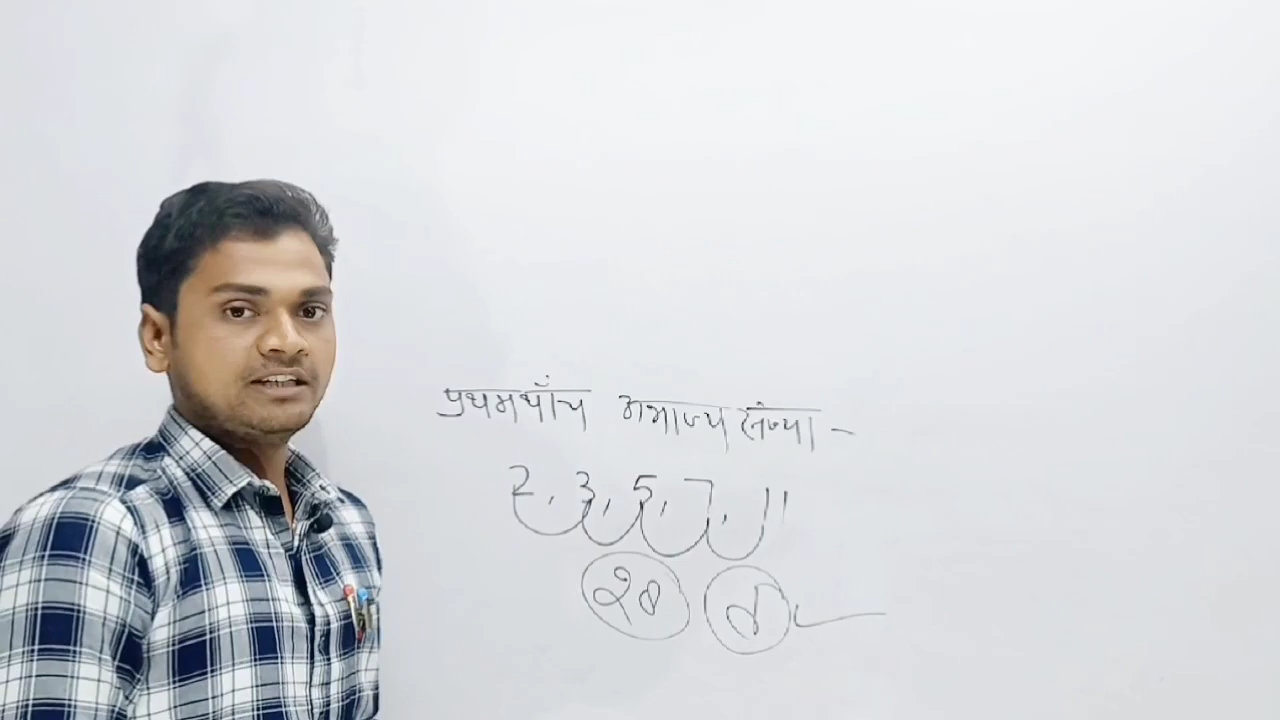 प्रथम पाँच अभाज्य संख्या -
2, 3, 5, 7, 11
28